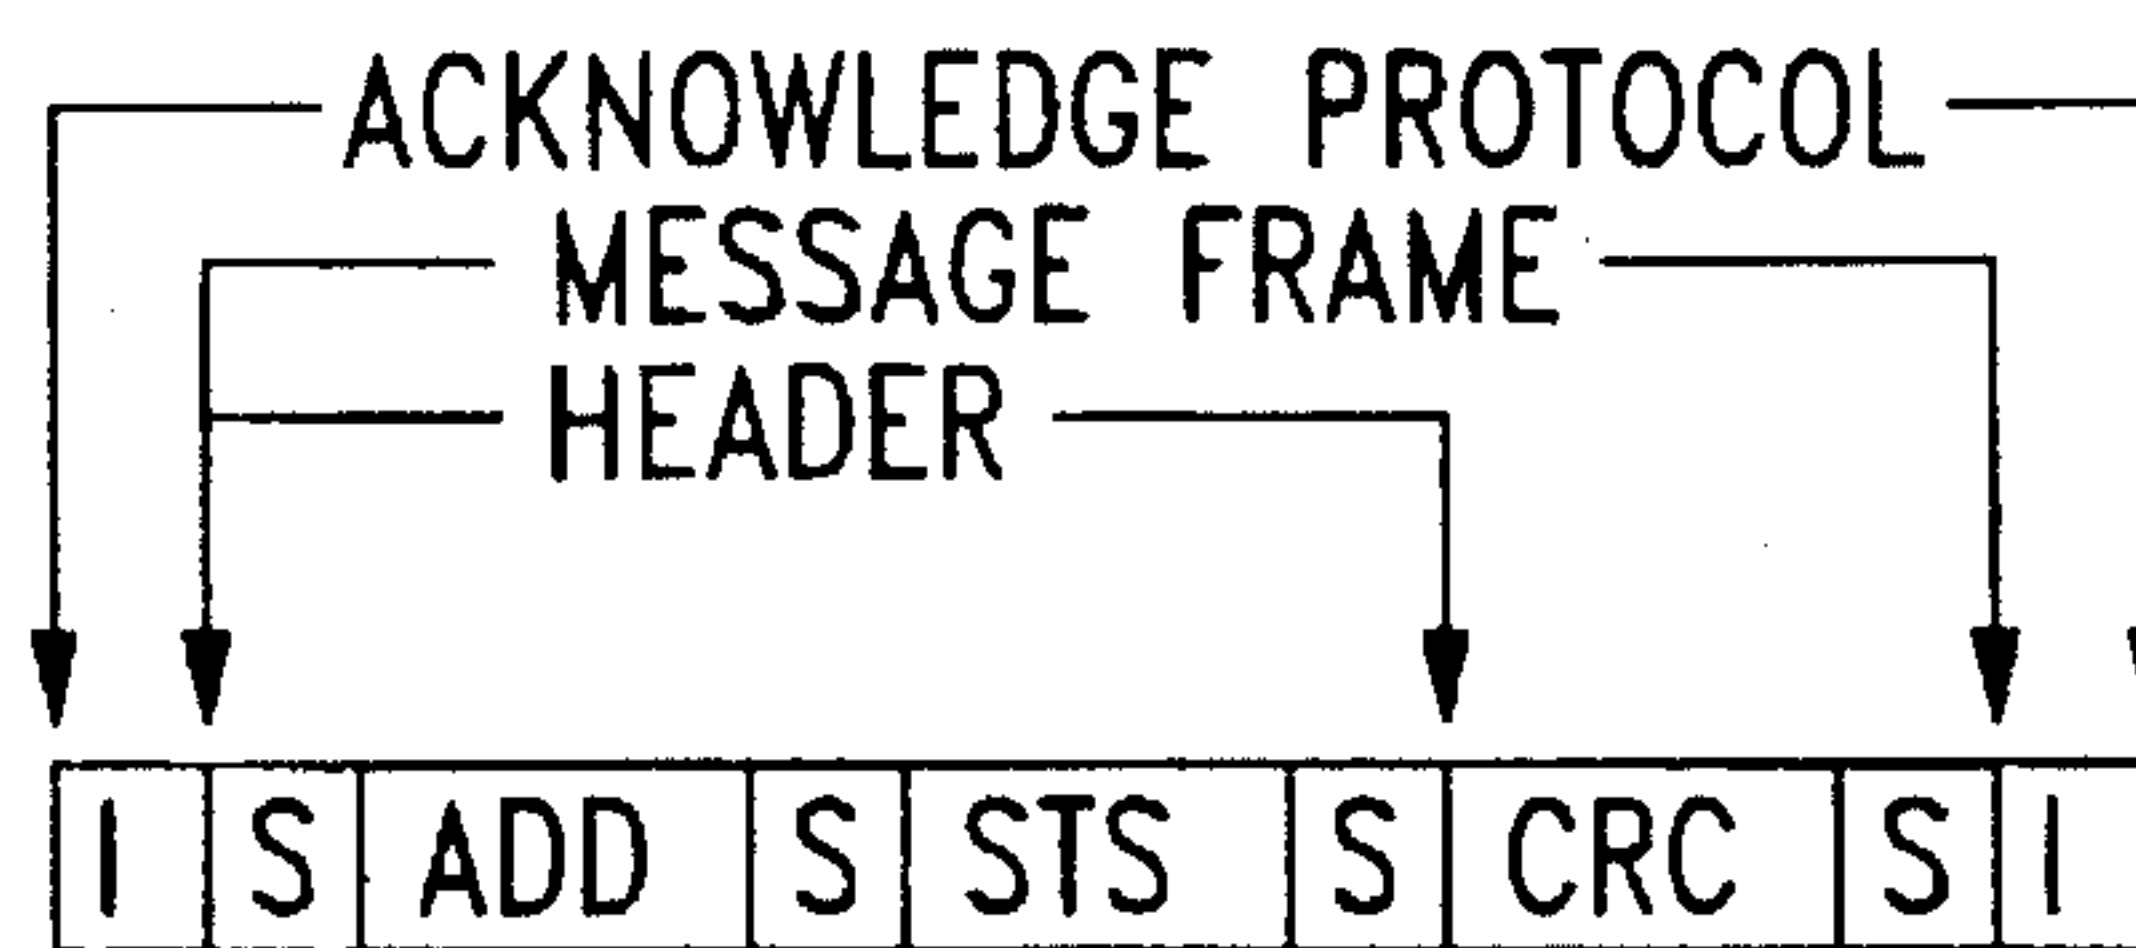 ACKNOWLEDGE PROTOCOL
MESSAGE FRAME
HEADER
I S ADD S STS S CRC S I